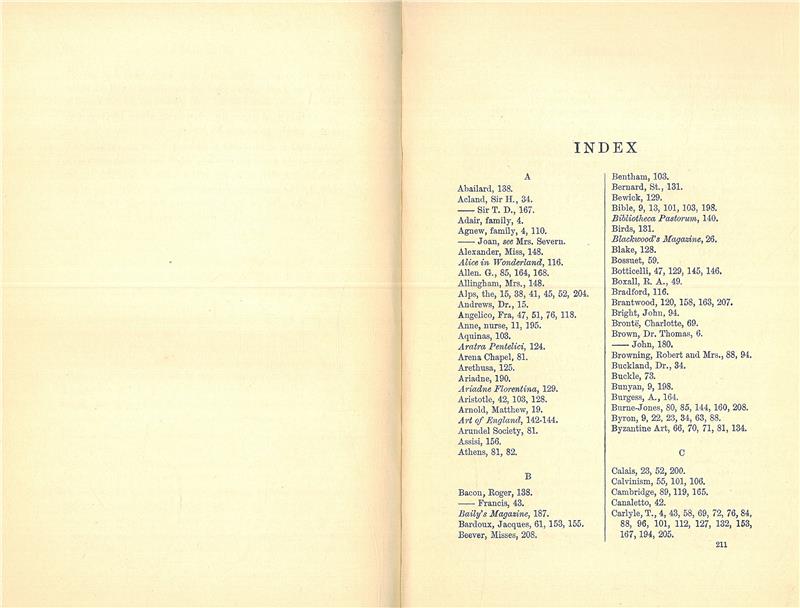 INDEX
A
Abailard, 138.
Acland, Sir H., 34.
—— Sir T. D., 167.
Adair, family, 4.
Agnew, family, 4, 110.
—— Joan, see Mrs. Severn.
Alexander, Miss, 148.
Alice in Wonderland, 116.
Allen. G., 85, 164, 168.
Allingham, Mrs., 148.
Alps, the, 15, 38, 41, 45, 52, 204.
Andrews, Dr., 15.
Angelico, Fra, 47, 51, 76, 118.
Anne, nurse, 11, 195.
Aquinas, 103.
Aratra Pentelici, 124.
Arena Chapel, 81.
Arethusa, 125.
Ariadne, 190.
Ariadne Florentina, 129.
Aristotle, 42, 103, 128.
Arnold, Matthew, 19.
Art of England, 142-144.
Arundel Society, 81.
Assisi, 156.
Athens, 81, 82.
B
Bacon, Roger, 138.
—— Francis, 43.
Baily's Magazine, 187.
Bardoux, Jacques, 61, 153, 155.
Beever, Misses, 208.
Bentham, 103.
Bernard, St., 131.
Bewick, 129.
Bible, 9, 13, 101, 103, 198.
Bibliotheca Pastorum, 140.
Birds, 131.
Blackwood's Magazine, 26.
Blake, 128.
Bossuet, 59.
Botticelli, 47, 129, 145, 146.
Boxall, R. A., 49.
Bradford, 116.
Brantwood, 120, 158, 163, 207.
Bright, John, 94.
Brontë, Charlotte, 69.
Brown, Dr. Thomas, 6.
—— John, 180.
Browning, Robert and Mrs., 88, 94.
Buckland, Dr., 34.
Buckle, 73.
Bunyan, 9, 198.
Burgess, A., 164.
Burne-Jones, 80, 85, 144, 160, 208.
Byron, 9, 22, 23, 34, 63, 88.
Byzantine Art, 66, 70, 71, 81, 134.
C
Calais, 23, 52, 200.
Calvinism, 55, 101, 106.
Cambridge, 89, 119, 165.
Canaletto, 42.
Carlyle, T., 4, 43, 58, 69, 72, 76, 84,
88, 96, 101, 112, 127, 132, 153,
167, 194, 205.
211